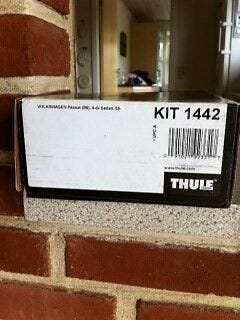 VOLKSWAGEN Passat (B6), 4-dr Sedan, 05-
KIT 1442
www.thule.com
THULE